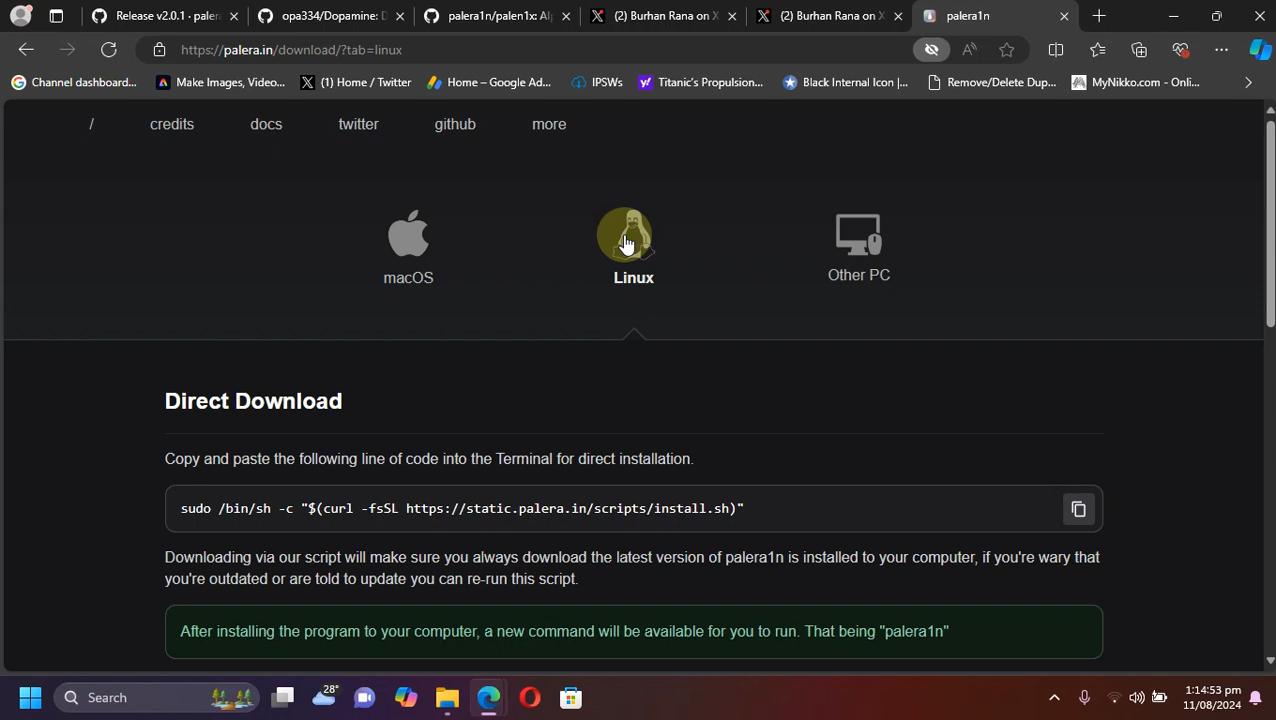 Release v2.0.1 · palera
opa334/Dopamine: D
palera1n/palen1x: Al
(2) Burhan Rana on X
(2) Burhan Rana on X
palera1n
https://palera.in/download/?tab=linux
Channel dashboard...
Make Images, Video...
(1) Home / Twitter
Home – Google Ad...
IPSWs
Titanic's Propulsion...
Black Internal Icon |...
Remove/Delete Dup...
MyNikko.com - Onli...
/
credits
docs
twitter
github
more
macOS
Linux
Other PC
Direct Download
Copy and paste the following line of code into the Terminal for direct installation.
sudo /bin/sh -c "$(curl -fsSL https://static.palera.in/scripts/install.sh)"
Downloading via our script will make sure you always download the latest version of palera1n is installed to your computer, if you're wary that
you're outdated or are told to update you can re-run this script.
After installing the program to your computer, a new command will be available for you to run. That being "palera1n"
Search
28°
1:14:53 pm
11/08/2024